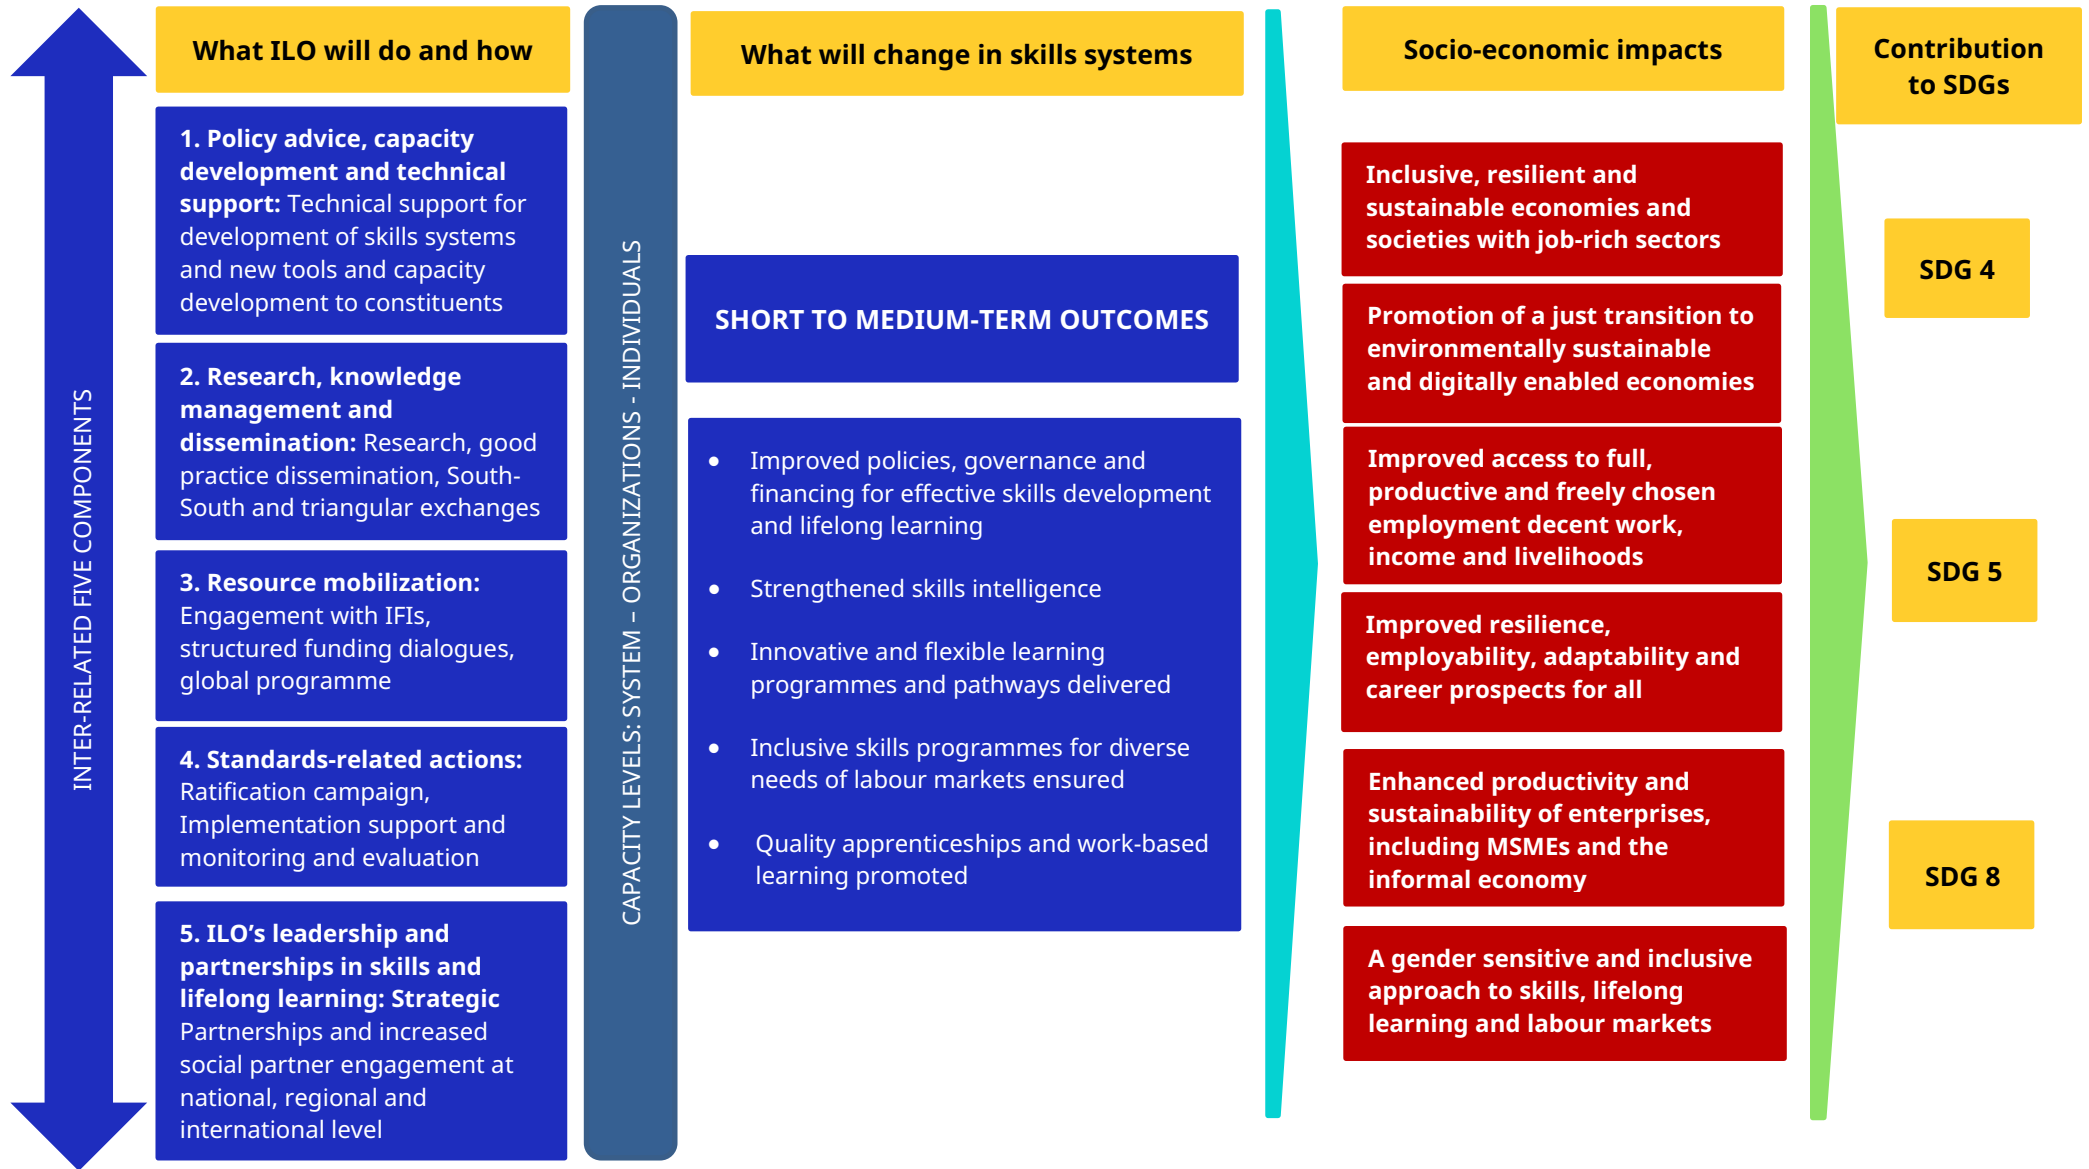 INTER-RELATED FIVE COMPONENTS
What ILO will do and how
1. Policy advice, capacity
development and technical
support: Technical support for
development of skills systems
and new tools and capacity
development to constituents
2. Research, knowledge
management and
dissemination: Research, good
practice dissemination, South-
South and triangular exchanges
3. Resource mobilization:
Engagement with IFIs,
structured funding dialogues,
global programme
4. Standards-related actions:
Ratification campaign,
Implementation support and
monitoring and evaluation
5. ILO’s leadership and
partnerships in skills and
lifelong learning: Strategic
Partnerships and increased
social partner engagement at
national, regional and
international level
CAPACITY LEVELS: SYSTEM – ORGANIZATIONS - INDIVIDUALS
What will change in skills systems
SHORT TO MEDIUM-TERM OUTCOMES
● Improved policies, governance and
financing for effective skills development
and lifelong learning
● Strengthened skills intelligence
● Innovative and flexible learning
programmes and pathways delivered
● Inclusive skills programmes for diverse
needs of labour markets ensured
● Quality apprenticeships and work-based
learning promoted
Socio-economic impacts
Inclusive, resilient and
sustainable economies and
societies with job-rich sectors
Promotion of a just transition to
environmentally sustainable
and digitally enabled economies
Improved access to full,
productive and freely chosen
employment decent work,
income and livelihoods
Improved resilience,
employability, adaptability and
career prospects for all
Enhanced productivity and
sustainability of enterprises,
including MSMEs and the
informal economy
A gender sensitive and inclusive
approach to skills, lifelong
learning and labour markets
Contribution
to SDGs
SDG 4
SDG 5
SDG 8